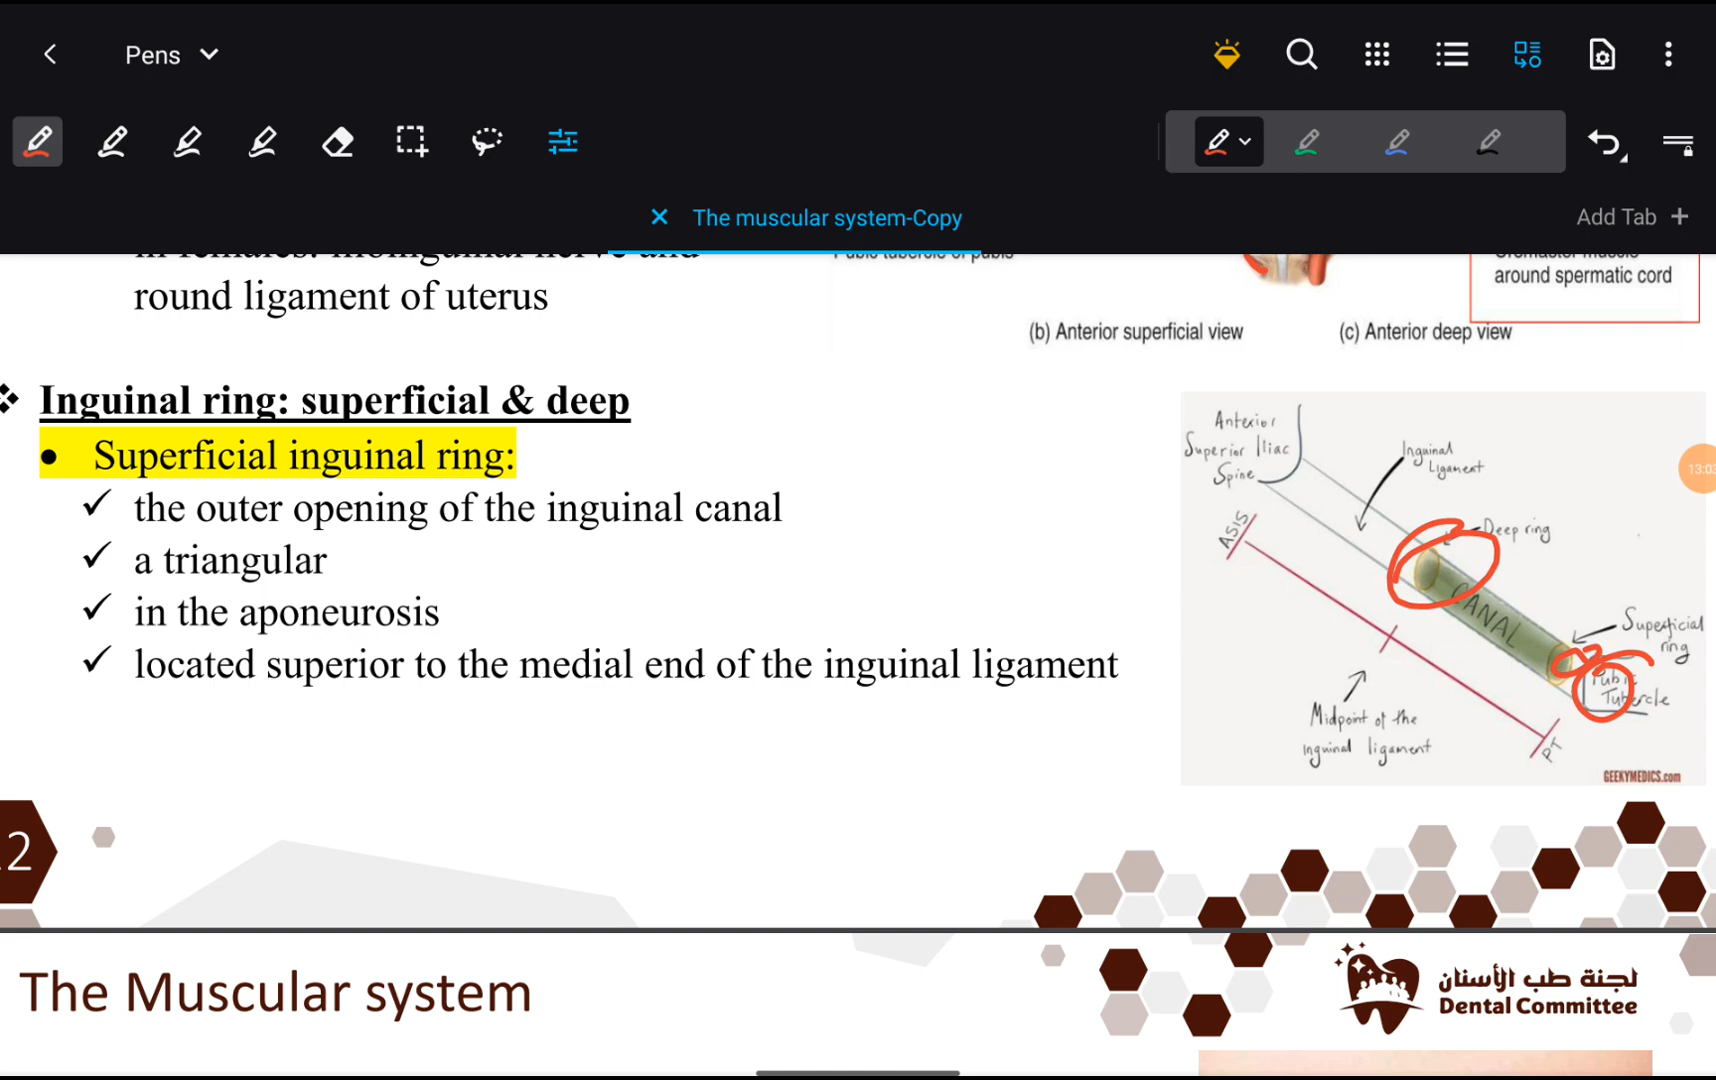 Pens
The muscular system-Copy
Add Tab +
round ligament of uterus
around spermatic cord
(b) Anterior superficial view
(c) Anterior deep view
❖ Inguinal ring: superficial & deep
• Superficial inguinal ring:
✓ the outer opening of the inguinal canal
✓ a triangular
✓ in the aponeurosis
✓ located superior to the medial end of the inguinal ligament
Anterior
Superior Iliac
Spine
Inguinal
Ligament
ASIS
Deep ring
CANAL
Superficial
ring
Pubic
Tubercle
Midpoint of the
inguinal ligament
PT
GEEKYMEDICS.com
13:03
2
The Muscular system
لجنة طب الأسنان
Dental Committee